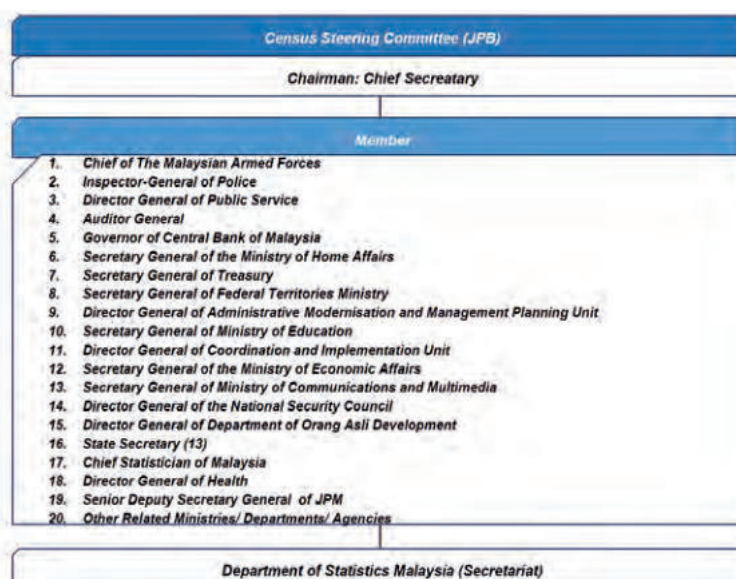 Census Steering Committee (JPB)
Chairman: Chief Secreatary
Member
1. Chief of The Malaysian Armed Forces
2. Inspector-General of Police
3. Director General of Public Service
4. Auditor General
5. Governor of Central Bank of Malaysia
6. Secretary General of the Ministry of Home Affairs
7. Secretary General of Treasury
8. Secretary General of Federal Territories Ministry
9. Director General of Administrative Modernisation and Management Planning Unit
10. Secretary General of Ministry of Education
11. Director General of Coordination and Implementation Unit
12. Secretary General of the Ministry of Economic Affairs
13. Secretary General of Ministry of Communications and Multimedia
14. Director General of the National Security Council
15. Director General of Department of Orang Asli Development
16. State Secretary (13)
17. Chief Statistician of Malaysia
18. Director General of Health
19. Senior Deputy Secretary General of JPM
20. Other Related Ministries/ Departments/ Agencies
Department of Statistics Malaysia (Secretariat)